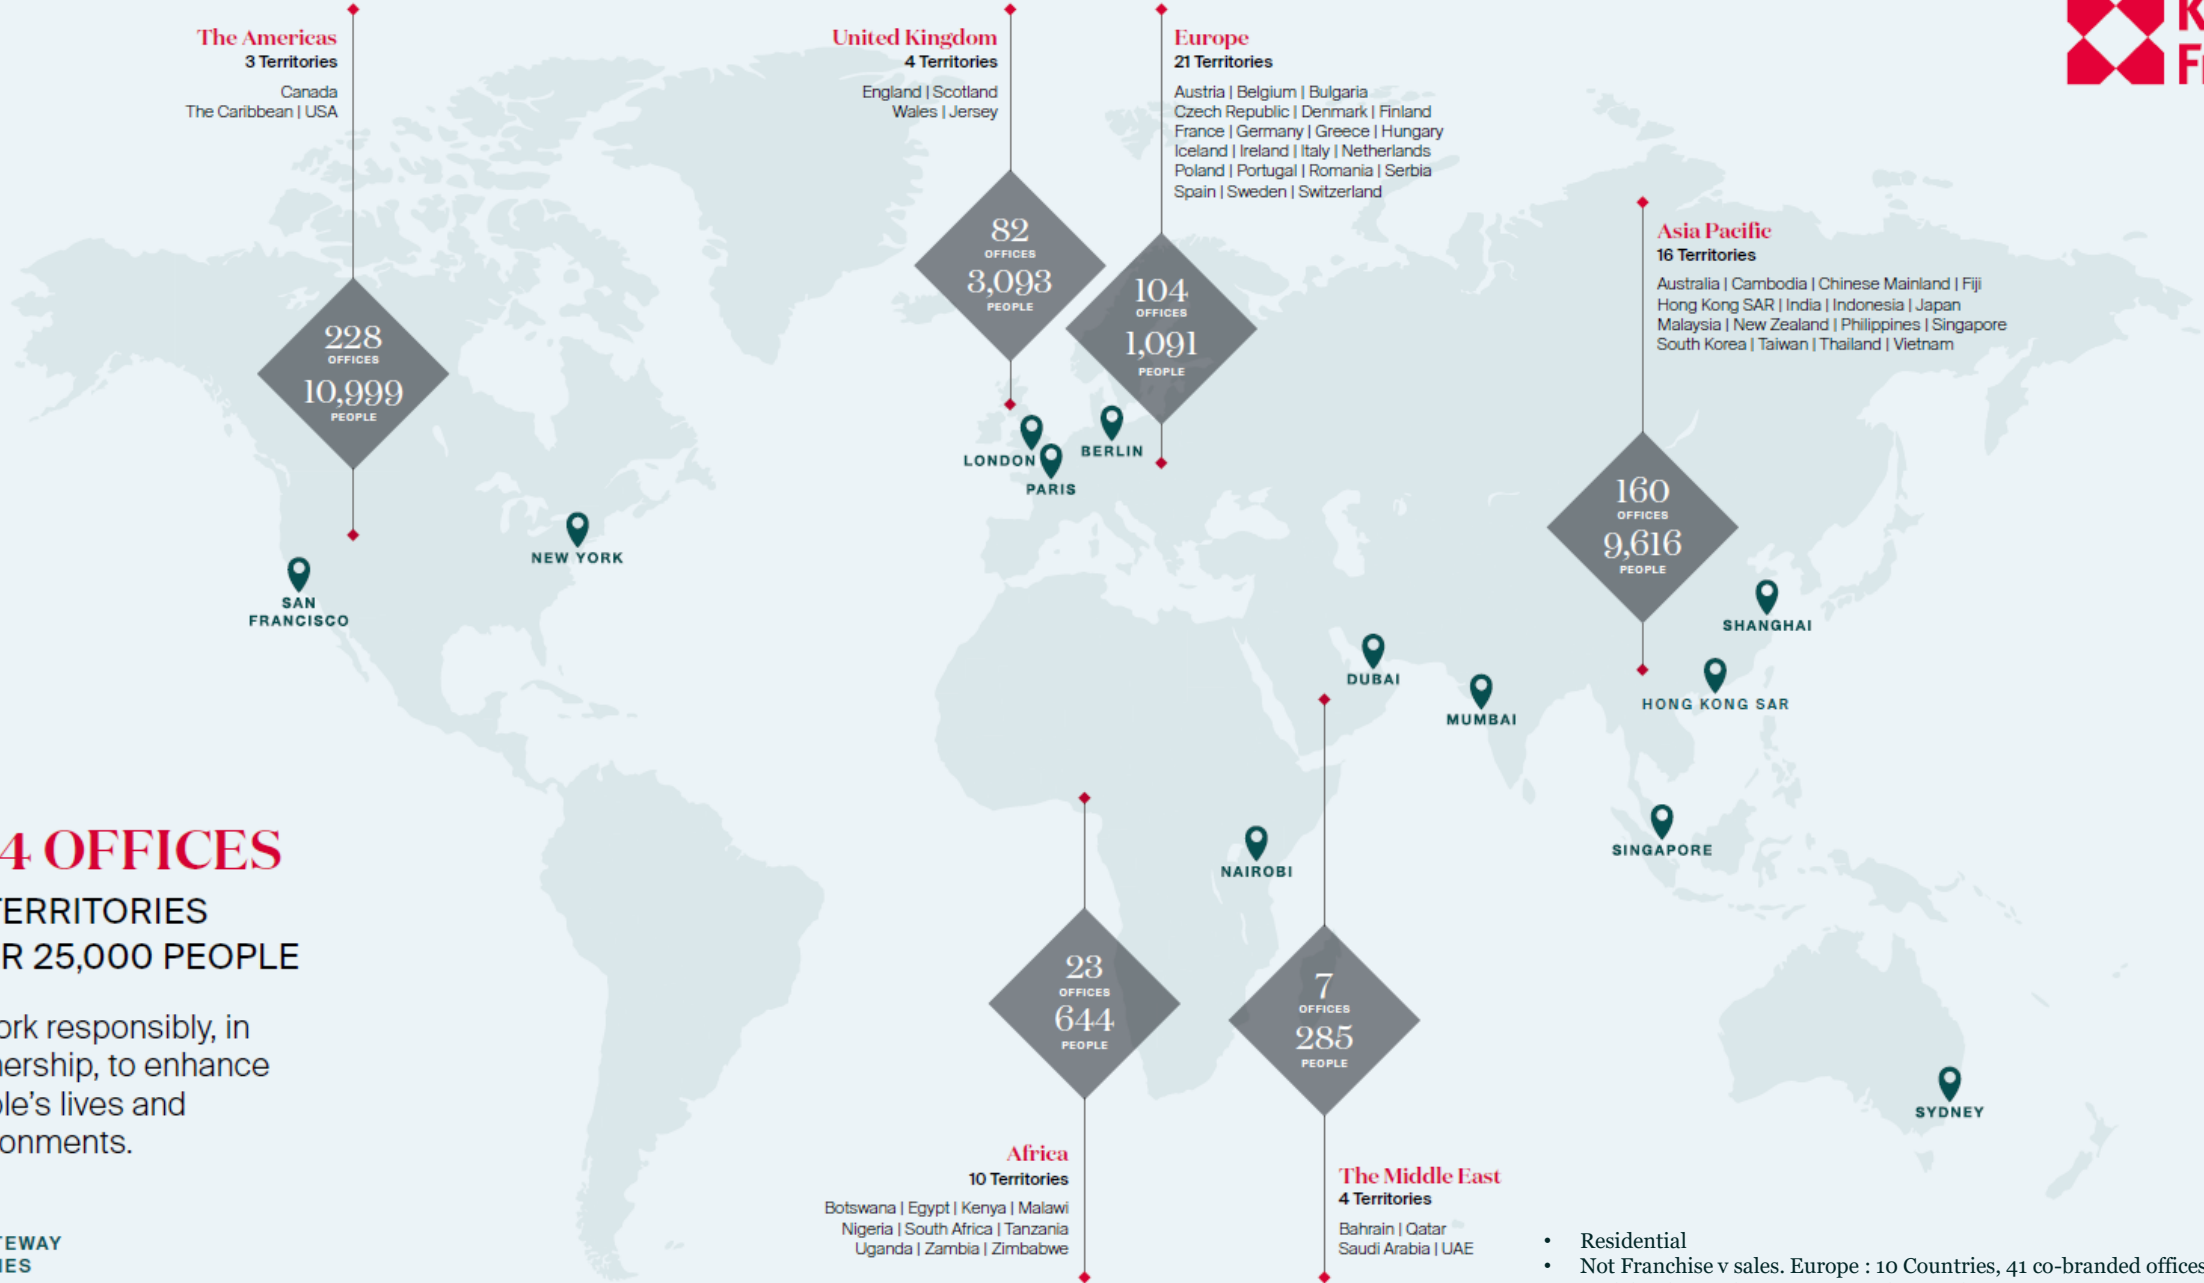 The Americas
3 Territories
Canada
The Caribbean | USA
United Kingdom
4 Territories
England | Scotland
Wales | Jersey
Europe
21 Territories
Austria | Belgium | Bulgaria
Czech Republic | Denmark | Finland
France | Germany | Greece | Hungary
Iceland | Ireland | Italy | Netherlands
Poland | Portugal | Romania | Serbia
Spain | Sweden | Switzerland
Asia Pacific
16 Territories
Australia | Cambodia | Chinese Mainland | Fiji
Hong Kong SAR | India | Indonesia | Japan
Malaysia | New Zealand | Philippines | Singapore
South Korea | Taiwan | Thailand | Vietnam
228
OFFICES
10,999
PEOPLE
82
OFFICES
3,093
PEOPLE
104
OFFICES
1,091
PEOPLE
160
OFFICES
9,616
PEOPLE
LONDON
BERLIN
PARIS
NEW YORK
SAN
FRANCISCO
SHANGHAI
DUBAI
HONG KONG SAR
MUMBAI
SINGAPORE
NAIROBI
SYDNEY
4 OFFICES
TERRITORIES
R 25,000 PEOPLE
ork responsibly, in
nership, to enhance
ple's lives and
onments.
23
OFFICES
644
PEOPLE
7
OFFICES
285
PEOPLE
Africa
10 Territories
Botswana | Egypt | Kenya | Malawi
Nigeria | South Africa | Tanzania
Uganda | Zambia | Zimbabwe
The Middle East
4 Territories
Bahrain | Qatar
Saudi Arabia | UAE
TEWAY
IES
• Residential
• Not Franchise v sales. Europe : 10 Countries, 41 co-branded offices